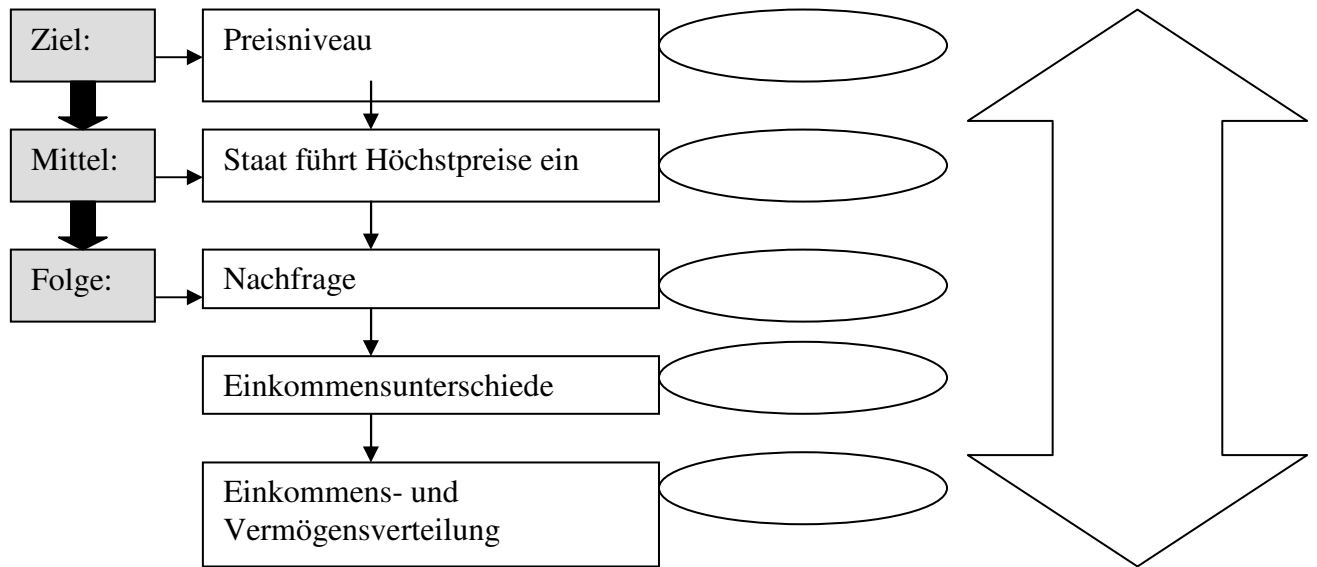 Ziel:
Preisniveau
Mittel:
Staat führt Höchstpreise ein
Folge:
Nachfrage
Einkommensunterschiede
Einkommens- und
Vermögensverteilung